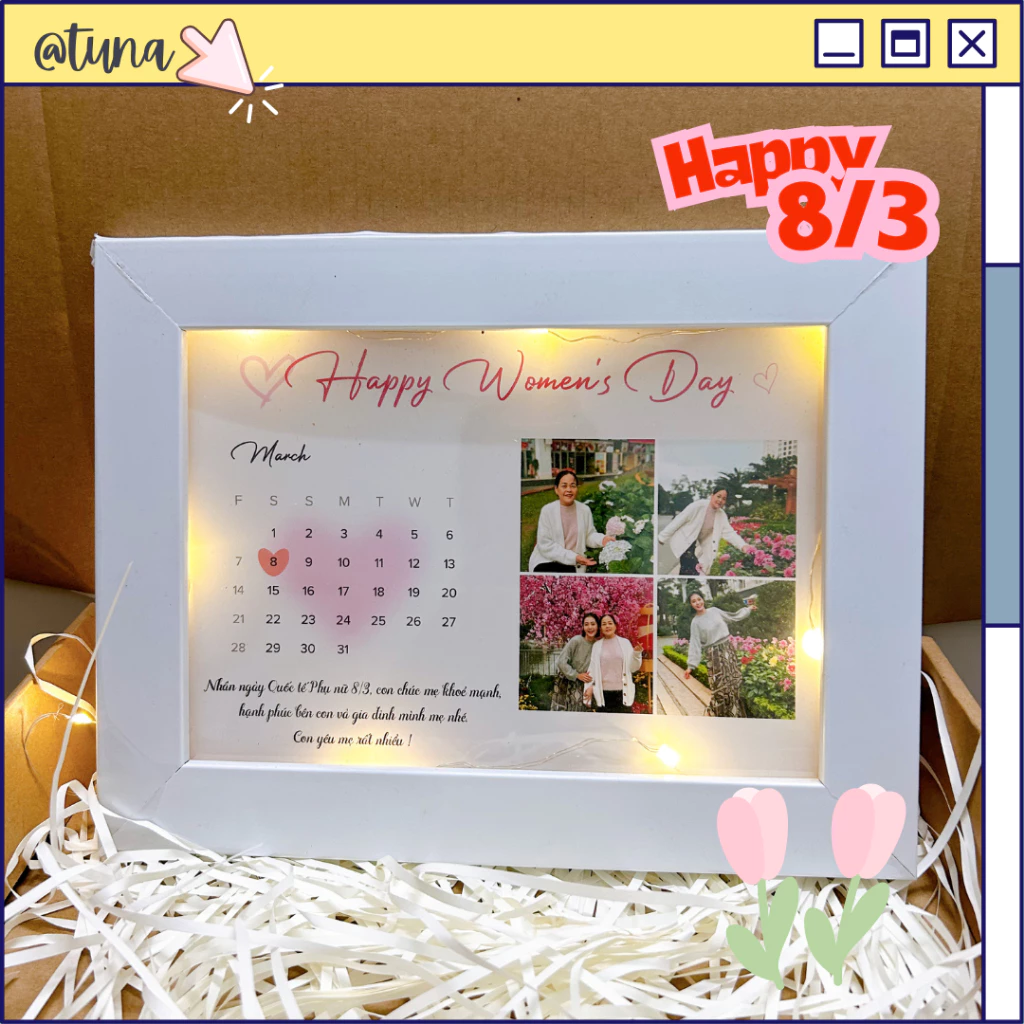 @tuna
Happy
8/3
Happy Women's Day
March
F S S M T W T
1 2 3 4 5 6
7 8 9 10 11 12 13
14 15 16 17 18 19 20
21 22 23 24 25 26 27
28 29 30 31
Nhân ngày Quốc tế Phụ nữ 8/3, con chúc mẹ khoẻ mạnh,
hạnh phúc bên con và gia đình mình mẹ nhé.
Con yêu mẹ rất nhiều !